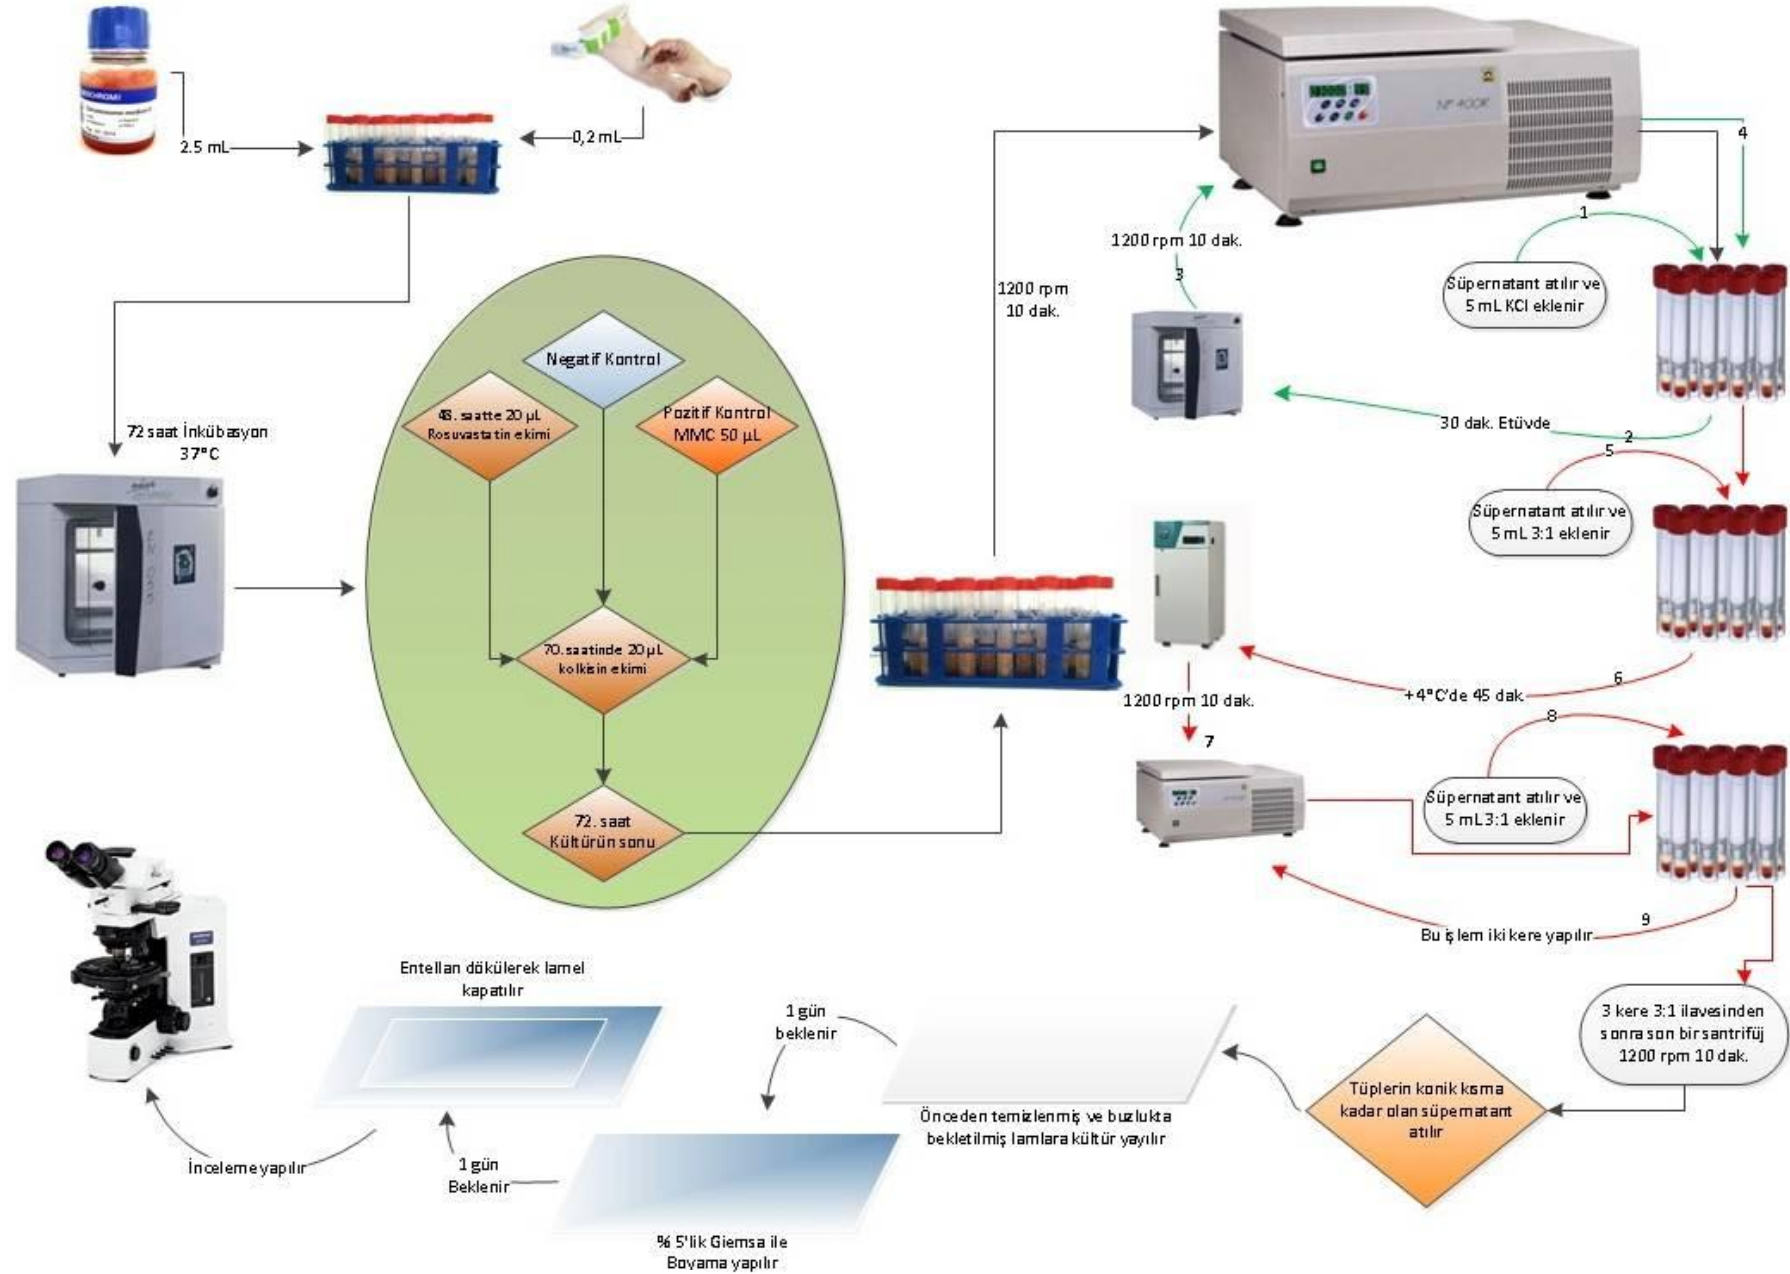 2.5 mL
0,2 mL
72 saat İnkübasyon
37°C
Negatif Kontrol
48. saatte 20 µL
Rosuvastatin ekimi
Pozitif Kontrol
MMC 50 µL
70. saatinde 20 µL
kolkisin ekimi
72. saat
Kültürün sonu
1200 rpm
10 dak.
NF 400R
4
1
Süpernatant atılır ve
5 mL KCl eklenir
1200 rpm 10 dak.
3
30 dak. Etüvde
2
5
Süpernatant atılır ve
5 mL 3:1 eklenir
6
+4°C'de 45 dak.
1200 rpm 10 dak.
7
8
Süpernatant atılır ve
5 mL 3:1 eklenir
9
Bu işlem iki kere yapılır
3 kere 3:1 ilavesinden
sonra son bir santrifüj
1200 rpm 10 dak.
Tüplerin konik kısma
kadar olan süpernatant
atılır
Önceden temizlenmiş ve buzlukta
bekletilmiş lamlara kültür yayılır
1 gün
beklenir
% 5'lik Giemsa ile
Boyama yapılır
1 gün
Beklenir
Entellan dökülerek lamel
kapatılır
İnceleme yapılır